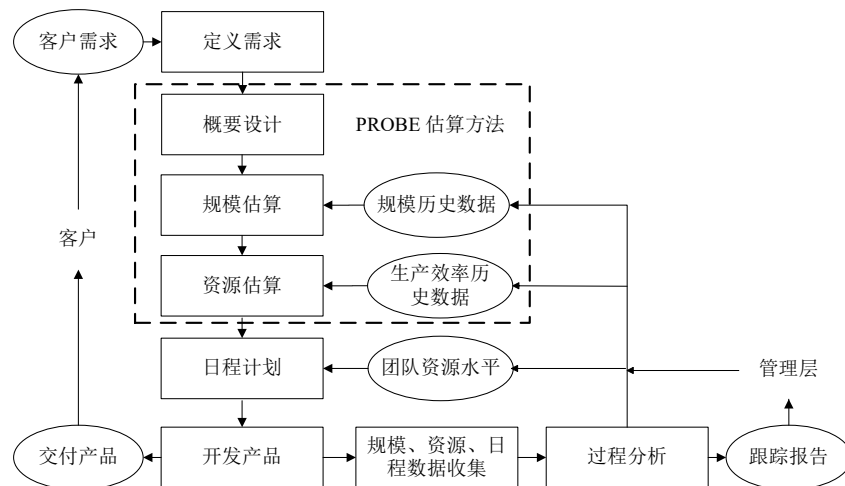 客户需求
定义需求
概要设计
PROBE 估算方法
规模估算
规模历史数据
客户
资源估算
生产效率历
史数据
日程计划
团队资源水平
管理层
交付产品
开发产品
规模、资源、日
程数据收集
过程分析
跟踪报告